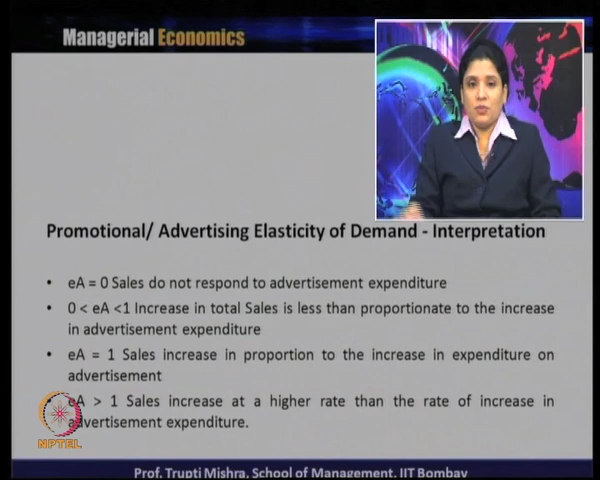 Managerial Economics
Promotional/ Advertising Elasticity of Demand - Interpretation
• eA = 0 Sales do not respond to advertisement expenditure
• 0 < eA <1 Increase in total Sales is less than proportionate to the increase
in advertisement expenditure
• eA = 1 Sales increase in proportion to the increase in expenditure on
advertisement
eA > 1 Sales increase at a higher rate than the rate of increase in
advertisement expenditure.
NPTEL
Prof. Trupti Mishra, School of Management, IIT Bombay